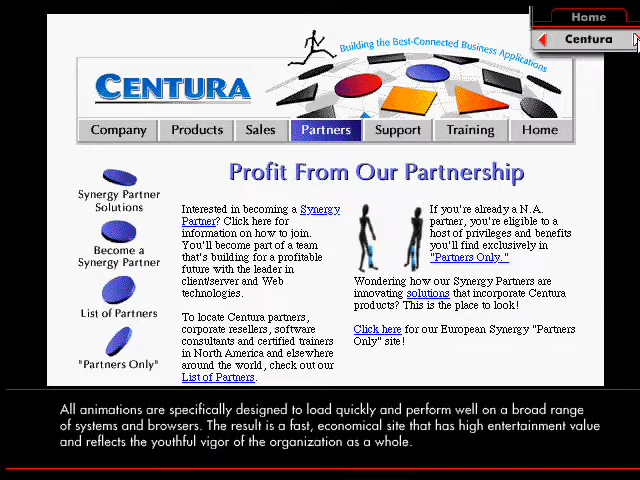 Home
Centura
Building the Best-Connected Business Applications
CENTURA
Company Products Sales Partners Support Training Home
Profit From Our Partnership
Synergy Partner
Solutions
Become a
Synergy Partner
List of Partners
"Partners Only"
Interested in becoming a Synergy
Partner? Click here for
information on how to join.
You'll become part of a team
that's building for a profitable
future with the leader in
client/server and Web
technologies.
To locate Centura partners,
corporate resellers, software
consultants and certified trainers
in North America and elsewhere
around the world, check out our
List of Partners.
If you're already a N.A.
partner, you're eligible to a
host of privileges and benefits
you'll find exclusively in
"Partners Only."
Wondering how our Synergy Partners are
innovating solutions that incorporate Centura
products? This is the place to look!
Click here for our European Synergy "Partners
Only" site!
All animations are specifically designed to load quickly and perform well on a broad range
of systems and browsers. The result is a fast, economical site that has high entertainment value
and reflects the youthful vigor of the organization as a whole.